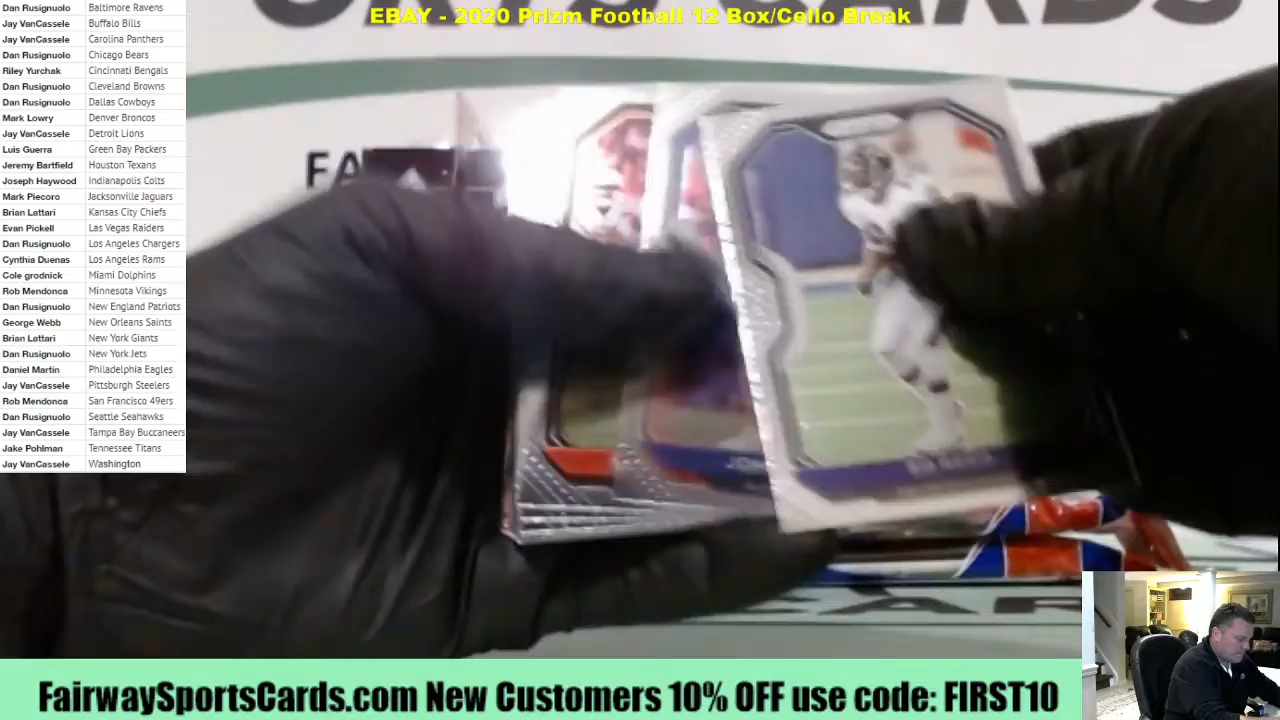 EBAY - 2020 Prizm Football 12 Box/Cello Break
Dan Rusignuolo Baltimore Ravens
Jay VanCassele Buffalo Bills
Jay VanCassele Carolina Panthers
Dan Rusignuolo Chicago Bears
Riley Yurchak Cincinnati Bengals
Dan Rusignuolo Cleveland Browns
Dan Rusignuolo Dallas Cowboys
Mark Lowry Denver Broncos
Jay VanCassele Detroit Lions
Luis Guerra Green Bay Packers
Jeremy Bartfield Houston Texans
Joseph Haywood Indianapolis Colts
Mark Piecoro Jacksonville Jaguars
Brian Lattari Kansas City Chiefs
Evan Pickell Las Vegas Raiders
Dan Rusignuolo Los Angeles Chargers
Cynthia Duenas Los Angeles Rams
Cole grodnick Miami Dolphins
Rob Mendonca Minnesota Vikings
Dan Rusignuolo New England Patriots
George Webb New Orleans Saints
Brian Lattari New York Giants
Dan Rusignuolo New York Jets
Daniel Martin Philadelphia Eagles
Jay VanCassele Pittsburgh Steelers
Rob Mendonca San Francisco 49ers
Dan Rusignuolo Seattle Seahawks
Jay VanCassele Tampa Bay Buccaneers
Jake Pohlman Tennessee Titans
Jay VanCassele Washington
FairwaySportsCards.com New Customers 10% OFF use code: FIRST10